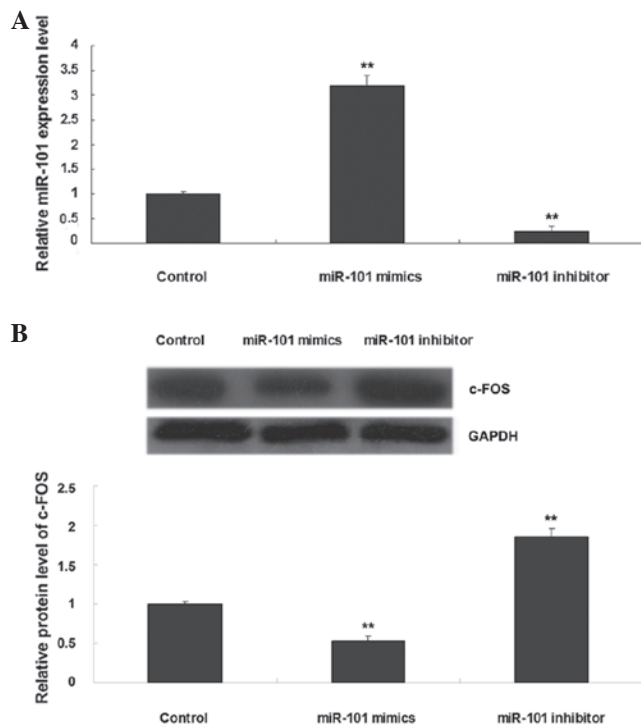 A
Relative miR-101 expression level
4
3.5
3
2.5
2
1.5
1
0.5
0
**
**
Control miR-101 mimics miR-101 inhibitor
B
Control miR-101 mimics miR-101 inhibitor
c-FOS
GAPDH
Relative protein level of c-FOS
2.5
2
1.5
1
0.5
0
**
**
Control miR-101 mimics miR-101 inhibitor